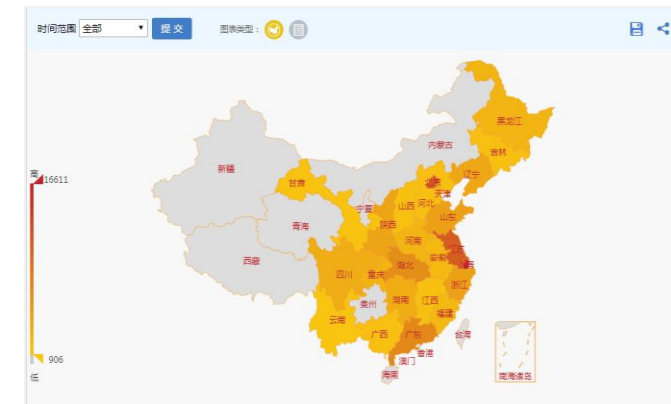 时间范围 全部 提交 图表类型：
黑龙江
内蒙古
吉林
新疆
辽宁
高
16611
甘肃
北京
天津
宁夏
山西
河北
青海
陕西
山东
河南
江苏
西藏
安徽
上海
四川
重庆
湖北
浙江
贵州
湖南
江西
云南
福建
广西
广东
台湾
香港
906
澳门
低
海南
南海诸岛